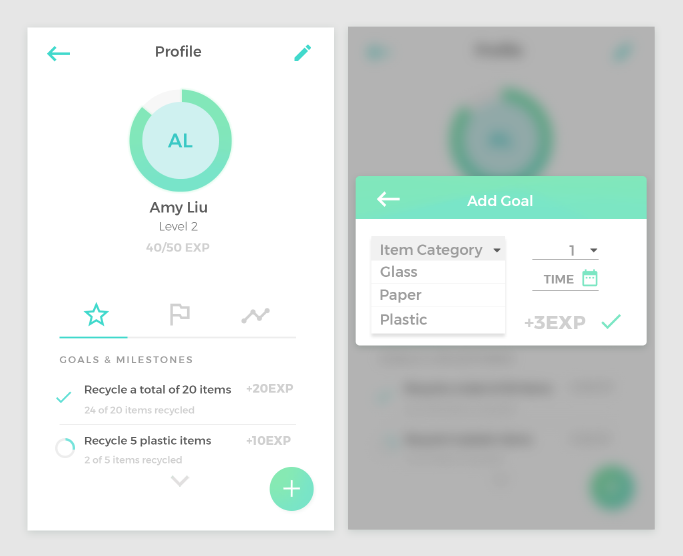 Profile
AL
Amy Liu
Level 2
40/50 EXP
GOALS & MILESTONES
Recycle a total of 20 items +20EXP
24 of 20 items recycled
Recycle 5 plastic items +10EXP
2 of 5 items recycled
Add Goal
Item Category 1
Glass TIME
Paper
Plastic +3EXP